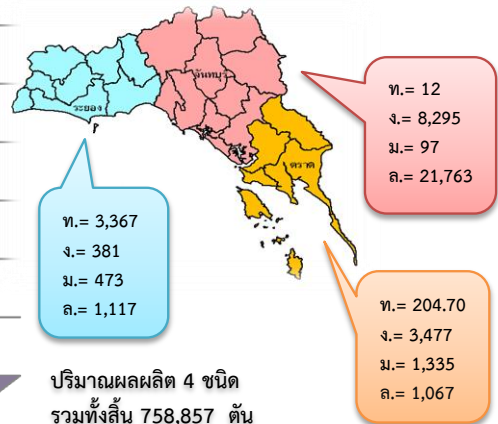 จันทบุรี
ระยอง
ตราด
ท.= 12
ง.= 8,295
ม.= 97
ล.= 21,763
ท.= 3,367
ง.= 381
ม.= 473
ล.= 1,117
ท.= 204.70
ง.= 3,477
ม.= 1,335
ล.= 1,067
ปริมาณผลผลิต 4 ชนิด
รวมทั้งสิ้น 758,857 ตัน